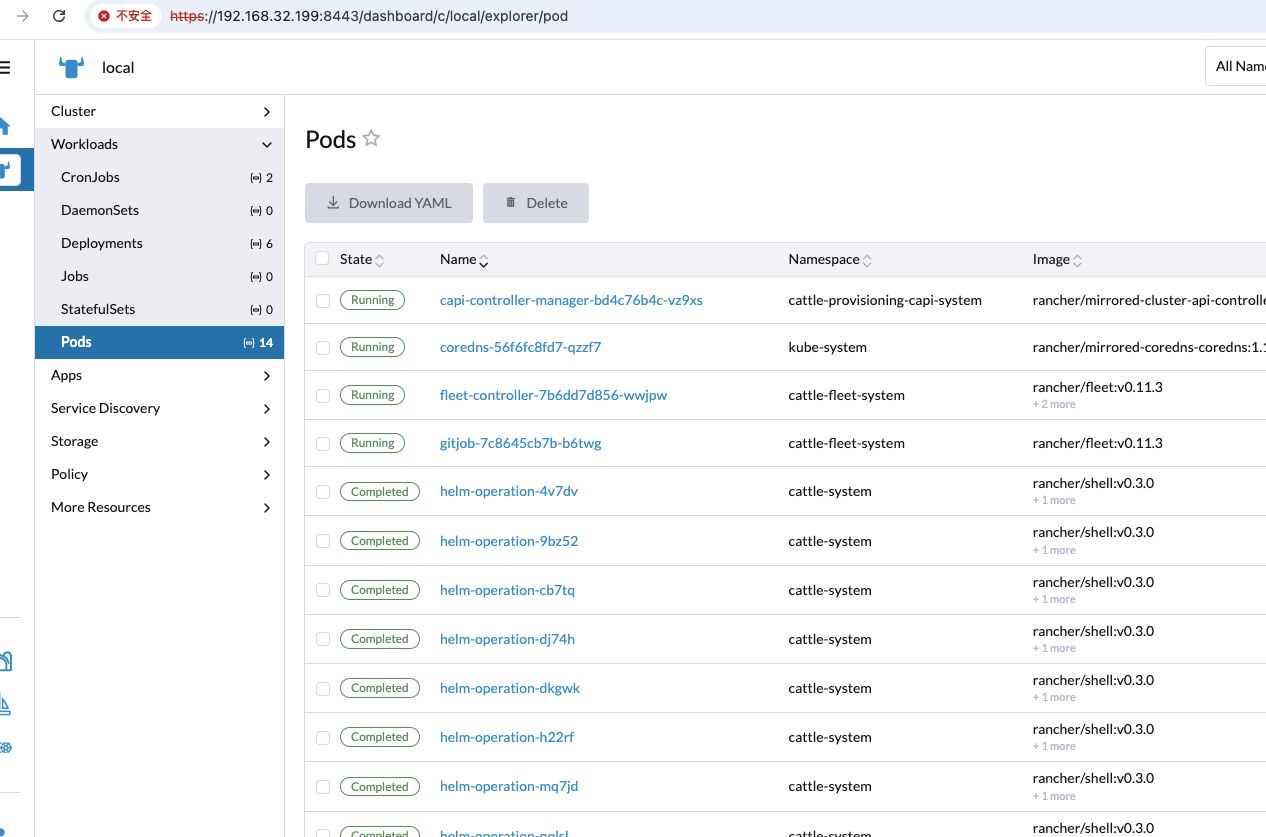 不安全 https://192.168.32.199:8443/dashboard/c/local/explorer/pod
local
All Name
Cluster
Workloads
CronJobs 2
DaemonSets 0
Deployments 6
Jobs 0
StatefulSets 0
Pods 14
Apps
Service Discovery
Storage
Policy
More Resources
Pods
Download YAML Delete
State Name Namespace Image
Running capi-controller-manager-bd4c76b4c-vz9xs cattle-provisioning-capi-system rancher/mirrored-cluster-api-controlle
Running coredns-56f6fc8fd7-qzzf7 kube-system rancher/mirrored-coredns-coredns:1.1
Running fleet-controller-7b6dd7d856-wwjpw cattle-fleet-system rancher/fleet:v0.11.3
+ 2 more
Running gitjob-7c8645cb7b-b6twg cattle-fleet-system rancher/fleet:v0.11.3
Completed helm-operation-4v7dv cattle-system rancher/shell:v0.3.0
+ 1 more
Completed helm-operation-9bz52 cattle-system rancher/shell:v0.3.0
+ 1 more
Completed helm-operation-cb7tq cattle-system rancher/shell:v0.3.0
+ 1 more
Completed helm-operation-dj74h cattle-system rancher/shell:v0.3.0
+ 1 more
Completed helm-operation-dkgwk cattle-system rancher/shell:v0.3.0
+ 1 more
Completed helm-operation-h22rf cattle-system rancher/shell:v0.3.0
+ 1 more
Completed helm-operation-mq7jd cattle-system rancher/shell:v0.3.0
+ 1 more
Completed cattle-system rancher/shell:v0.3.0